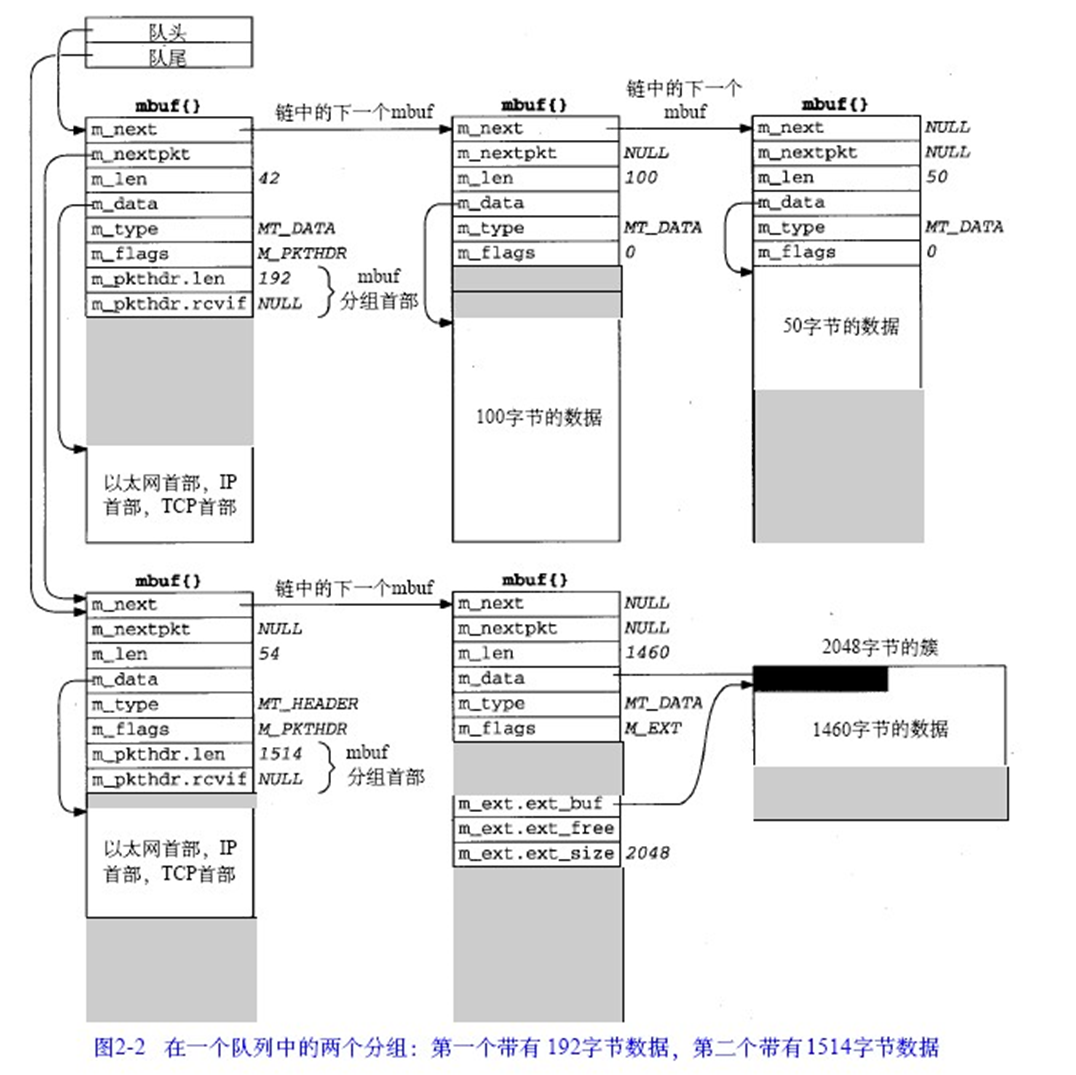 队头
队尾
mbuf{}
链中的下一个mbuf
mbuf{}
链中的下一个
mbuf
mbuf{}
m_next
m_nextpkt
m_len 42
m_data
m_type MT_DATA
m_flags M_PKTHDR
m_pkthdr.len 192
m_pkthdr.rcvif NULL
mbuf
分组首部
以太网首部，IP
首部，TCP首部
m_next
m_nextpkt NULL
m_len 100
m_data
m_type MT_DATA
m_flags 0
100字节的数据
m_next NULL
m_nextpkt NULL
m_len 50
m_data
m_type MT_DATA
m_flags 0
50字节的数据
mbuf{}
链中的下一个mbuf
mbuf{}
m_next
m_nextpkt NULL
m_len 54
m_data
m_type MT_HEADER
m_flags M_PKTHDR
m_pkthdr.len 1514
m_pkthdr.rcvif NULL
mbuf
分组首部
以太网首部，IP
首部，TCP首部
m_next NULL
m_nextpkt NULL
m_len 1460
m_data
m_type MT_DATA
m_flags M_EXT
m_ext.ext_buf
m_ext.ext_free
m_ext.ext_size 2048
2048字节的簇
1460字节的数据
图2-2 在一个队列中的两个分组：第一个带有192字节数据，第二个带有1514字节数据